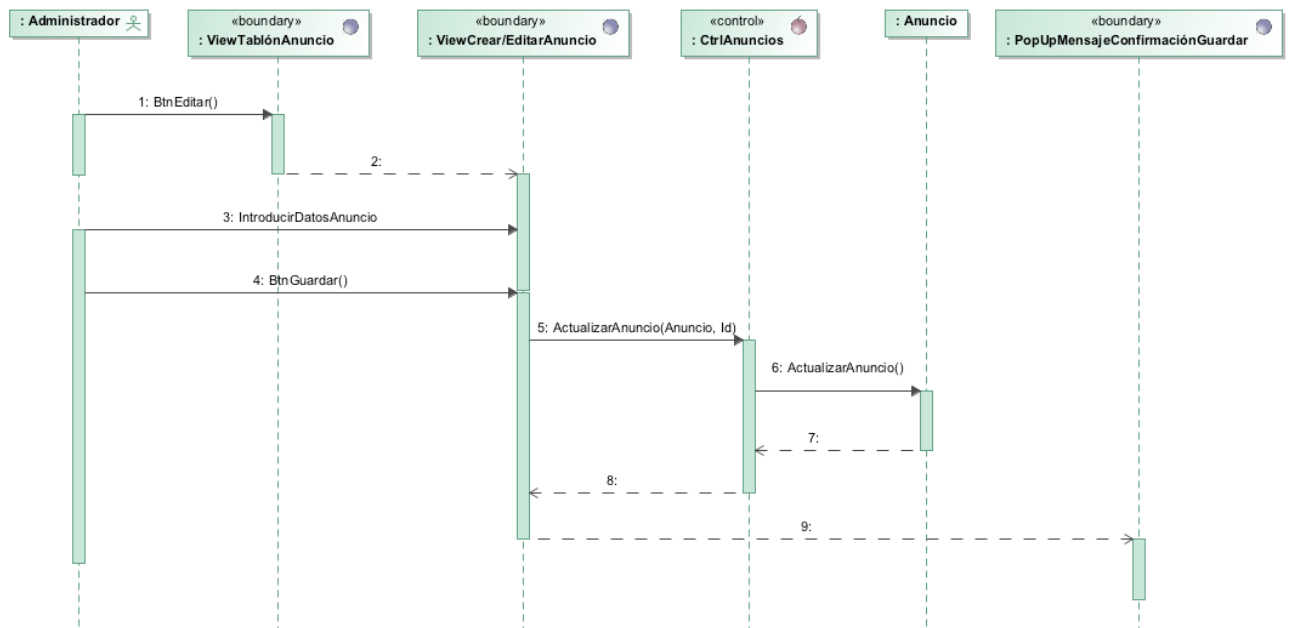 : Administrador
«boundary»
: ViewTablónAnuncio
«boundary»
: ViewCrear/EditarAnuncio
«control»
: CtrlAnuncios
: Anuncio
«boundary»
: PopUpMensajeConfirmaciónGuardar
1: BtnEditar()
2:
3: IntroducirDatosAnuncio
4: BtnGuardar()
5: ActualizarAnuncio(Anuncio, Id)
6: ActualizarAnuncio()
7:
8:
9: